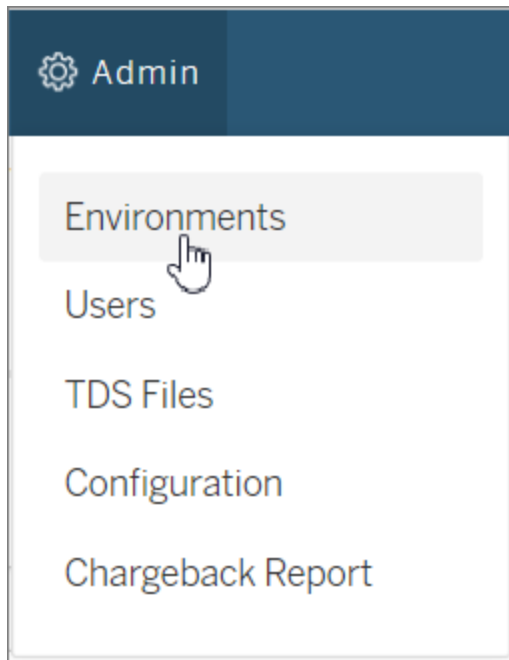 Admin
Environments
Users
TDS Files
Configuration
Chargeback Report